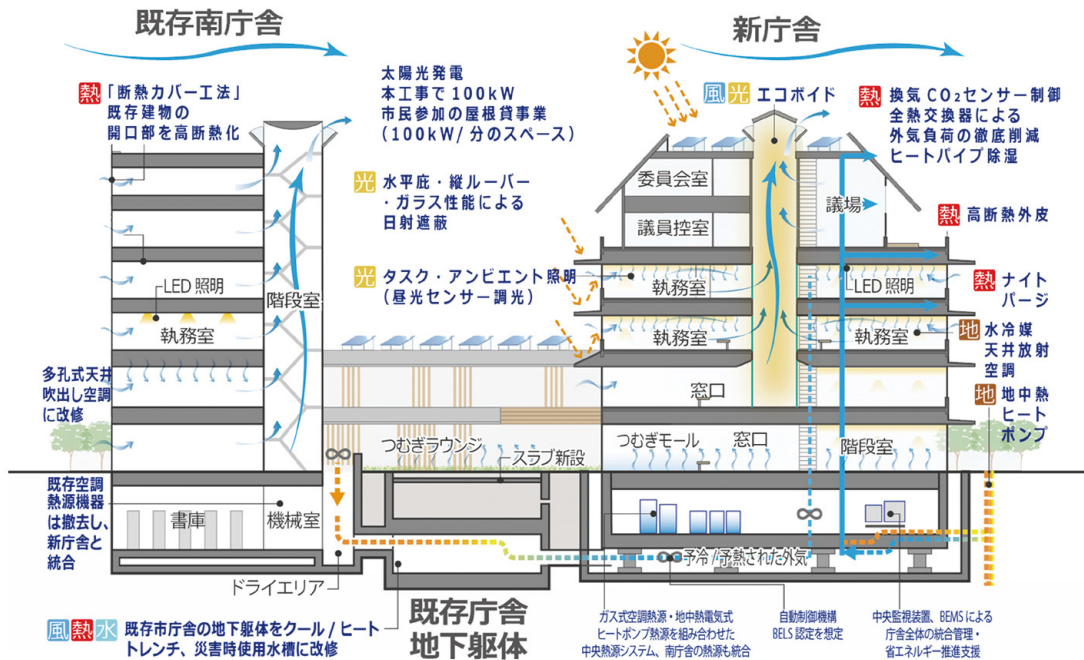 既存南庁舎
新庁舎
熱 「断熱カバー工法」
既存建物の
開口部を高断熱化
太陽光発電
本工事で100kW
市民参加の屋根貸事業
(100kW/分のスペース)
風 光 エコボイド
熱 換気CO₂センサー制御
全熱交換器による
外気負荷の徹底削減
ヒートパイプ除湿
光 水平庇・縦ルーバー
・ガラス性能による
日射遮蔽
委員会室
議員控室
議場
熱 高断熱外皮
光 タスク・アンビエント照明
(昼光センサー調光)
LED照明
階段室
執務室
執務室
LED照明
熱 ナイト
パージ
執務室
執務室
地 水冷媒
天井放射
空調
多孔式天井
吹出し空調
に改修
窓口
地 地中熱
ヒート
ポンプ
つむぎラウンジ
スラブ新設
つむぎモール
窓口
階段室
既存空調
熱源機器
は撤去し、
新庁舎と
統合
書庫
機械室
予冷/予熱された外気
ドライエリア
既存庁舎
地下躯体
風 熱 水 既存市庁舎の地下躯体をクール/ヒート
トレンチ、災害時使用水槽に改修
ガス式空調熱源・地中熱電気式
ヒートポンプ熱源を組み合わせた
中央熱源システム、南庁舎の熱源も統合
自動制御機構
BELS認定を想定
中央監視装置、BEMSによる
庁舎全体の統合管理・
省エネルギー推進支援